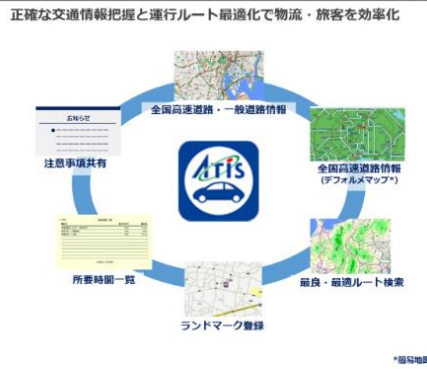 正確な交通情報把握と運行ルート最適化で物流・旅客を効率化
全国高速道路・一般道路情報
お知らせ
注意事項共有
ATIS
全国高速道路情報
(デフォルメマップ*)
所要時間一覧
最良・最適ルート検索
ランドマーク登録
*簡易地図